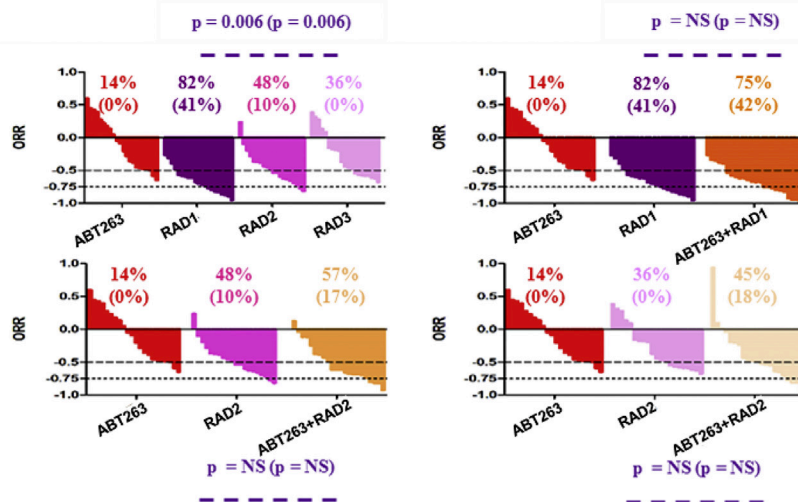 p = 0.006 (p = 0.006)
p = NS (p = NS)
1.0
0.5
0.0
-0.5
-0.75
-1.0
ORR
14%
(0%)
82%
(41%)
48%
(10%)
36%
(0%)
ABT263
RAD1
RAD2
RAD3
1.0
0.5
0.0
-0.5
-0.75
-1.0
ORR
14%
(0%)
82%
(41%)
75%
(42%)
ABT263
RAD1
ABT263+RAD1
1.0
0.5
0.0
-0.5
-0.75
-1.0
ORR
14%
(0%)
48%
(10%)
57%
(17%)
ABT263
RAD2
ABT263+RAD2
1.0
0.5
0.0
-0.5
-0.75
-1.0
ORR
14%
(0%)
36%
(0%)
45%
(18%)
ABT263
RAD2
ABT263+RAD2
p = NS (p = NS)
p = NS (p = NS)